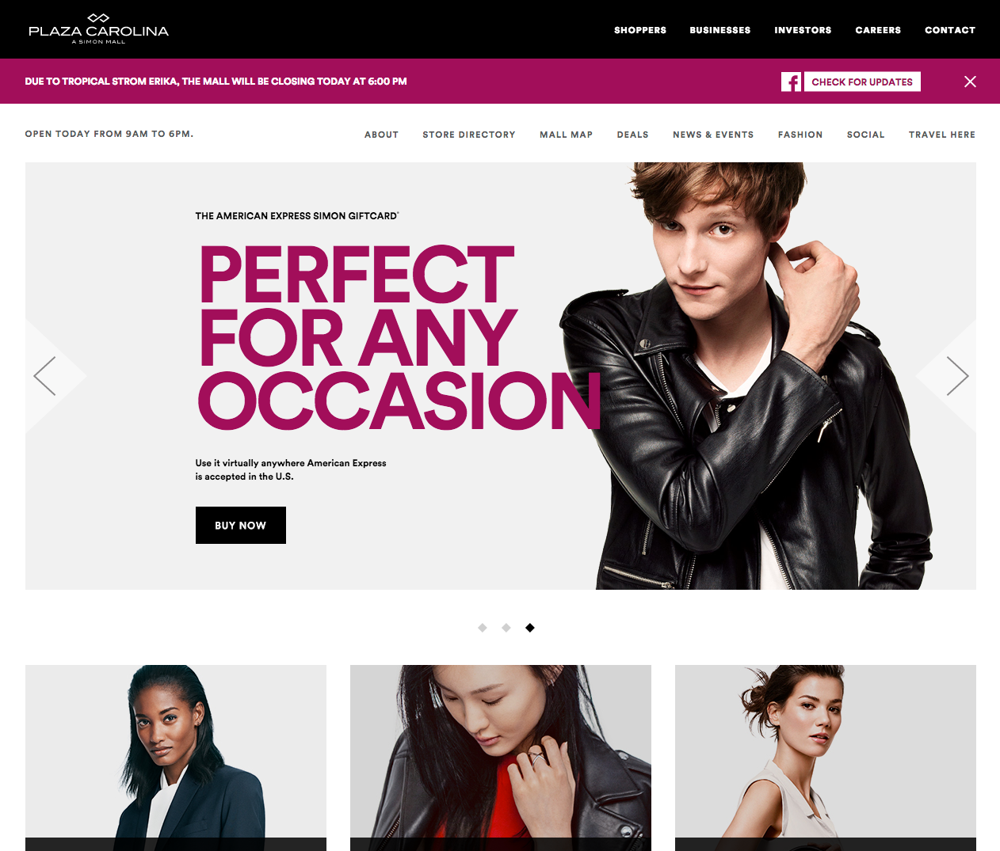 PLAZA CAROLINA
A SIMON MALL
SHOPPERS BUSINESSES INVESTORS CAREERS CONTACT
DUE TO TROPICAL STROM ERIKA, THE MALL WILL BE CLOSING TODAY AT 6:00 PM
f CHECK FOR UPDATES
OPEN TODAY FROM 9AM TO 6PM.
ABOUT STORE DIRECTORY MALL MAP DEALS NEWS & EVENTS FASHION SOCIAL TRAVEL HERE
THE AMERICAN EXPRESS SIMON GIFTCARD
PERFECT
FOR ANY
OCCASION
Use it virtually anywhere American Express
is accepted in the U.S.
BUY NOW